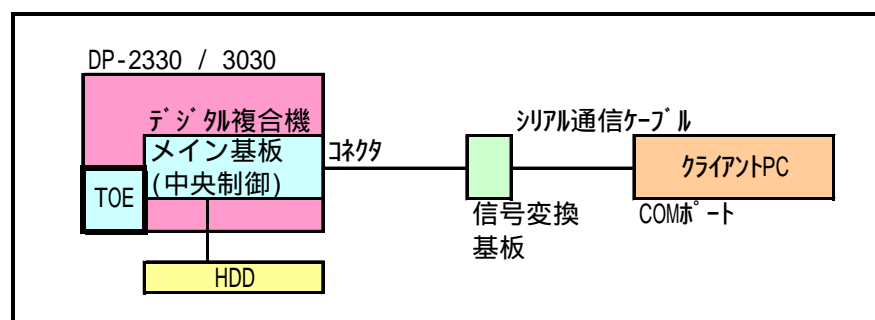 DP-2330 / 3030
ﾃﾞｼﾞﾀﾙ複合機
メイン基板
(中央制御)
TOE
HDD
ｺﾈｸﾀ
ｼﾘｱﾙ通信ｹｰﾌﾞﾙ
信号変換
基板
ｸﾗｲｱﾝﾄPC
COMﾎﾟｰﾄ